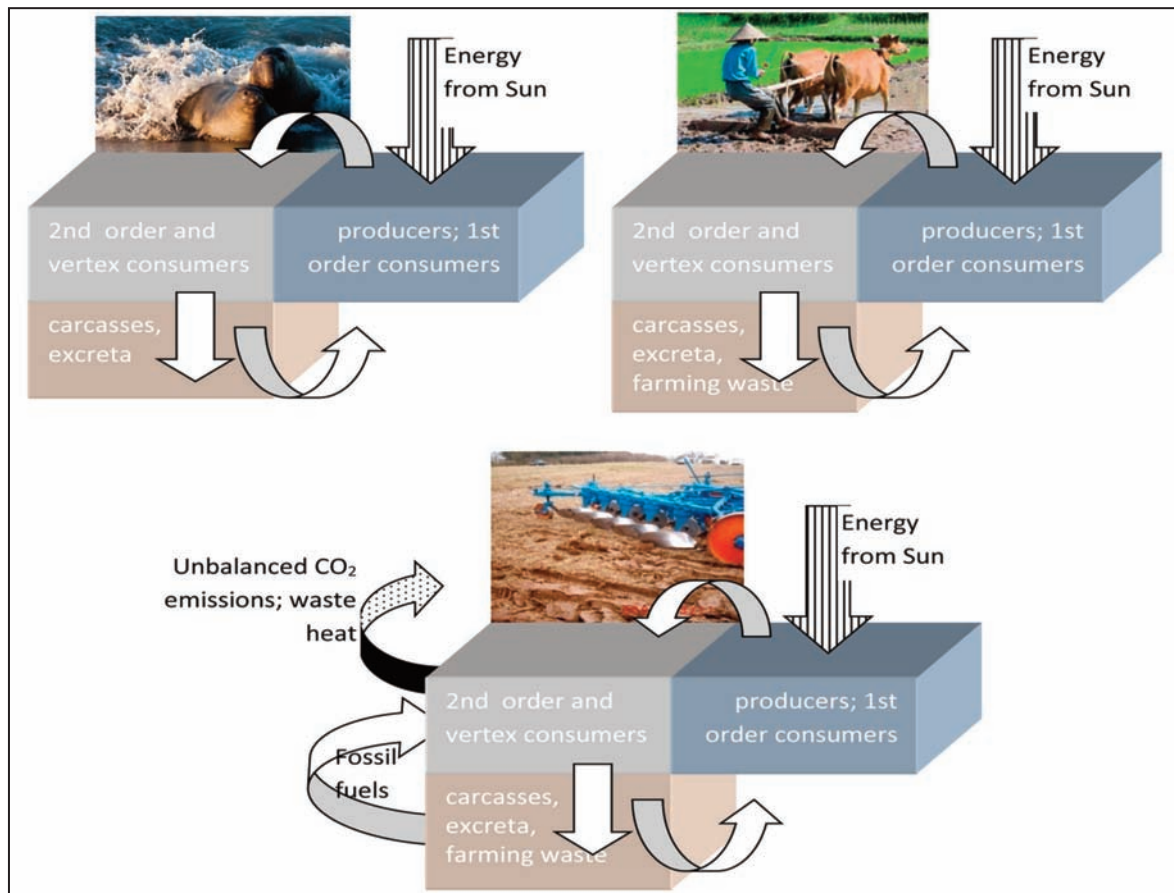 Energy
from Sun
2nd order and
vertex consumers
producers; 1st
order consumers
carcasses,
excreta
Energy
from Sun
2nd order and
vertex consumers
producers; 1st
order consumers
carcasses,
excreta,
farming waste
Unbalanced CO₂
emissions; waste
heat
Energy
from Sun
2nd order and
vertex consumers
producers; 1st
order consumers
Fossil
fuels
carcasses,
excreta,
farming waste